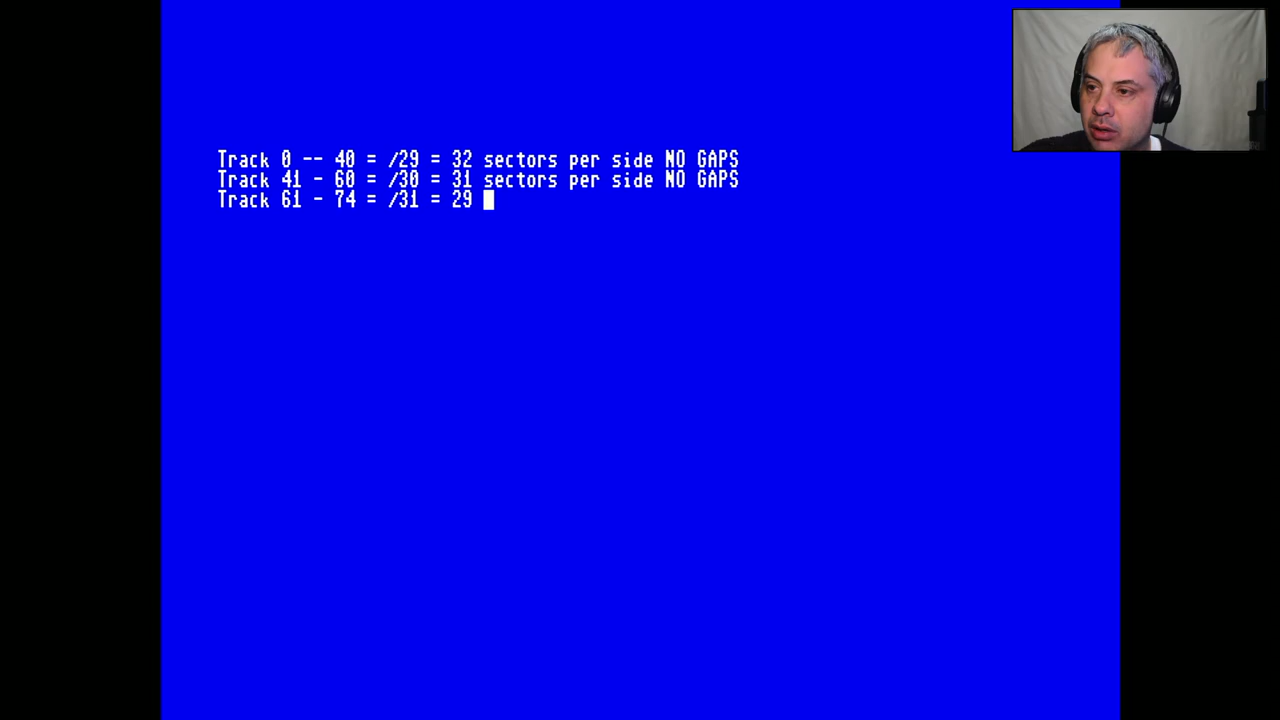 Track 0 -- 40 = /29 = 32 sectors per side NO GAPS
Track 41 - 60 = /30 = 31 sectors per side NO GAPS
Track 61 - 74 = /31 = 29